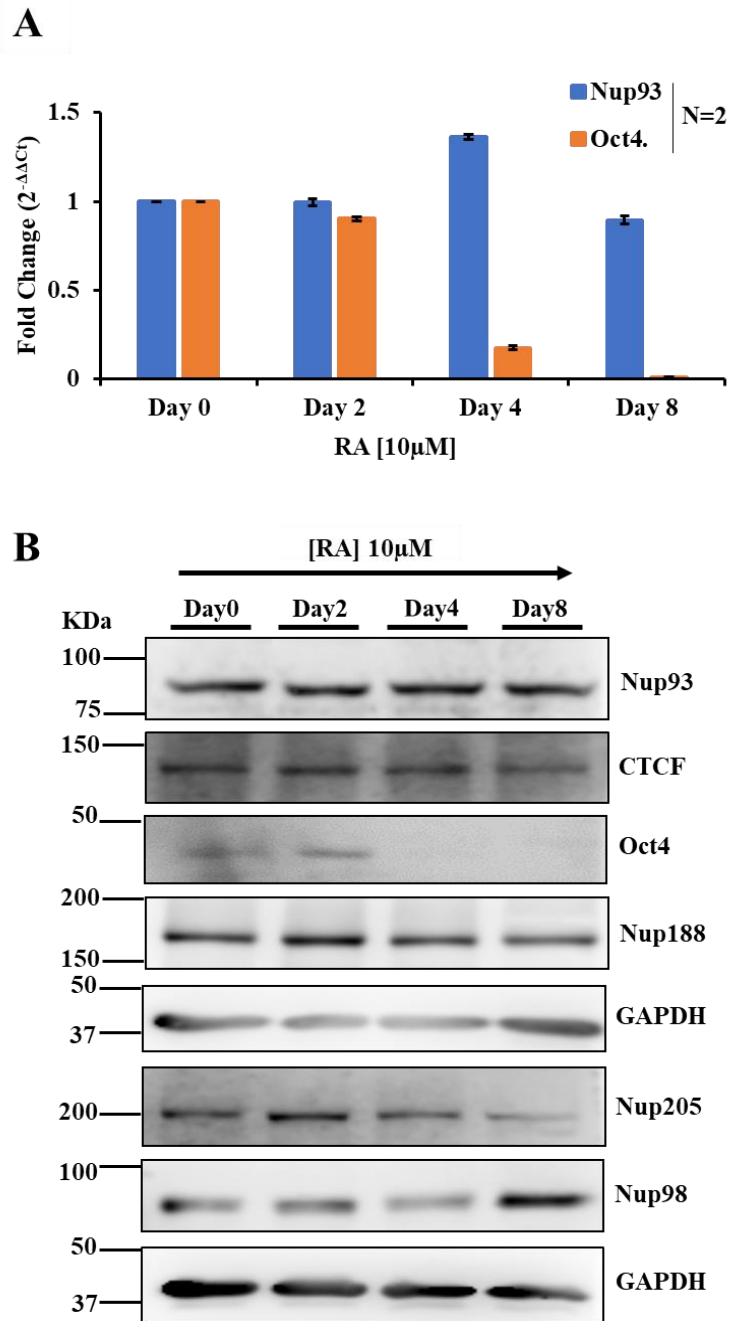 A
Nup93
Oct4.
N=2
Fold Change (2^-ΔΔCt)
1.5
1
0.5
0
Day 0 Day 2 Day 4 Day 8
RA [10µM]
B
[RA] 10µM
KDa Day0 Day2 Day4 Day8
100
75
Nup93
150
CTCF
50
Oct4
200
150
Nup188
50
37
GAPDH
200
Nup205
100
Nup98
50
37
GAPDH